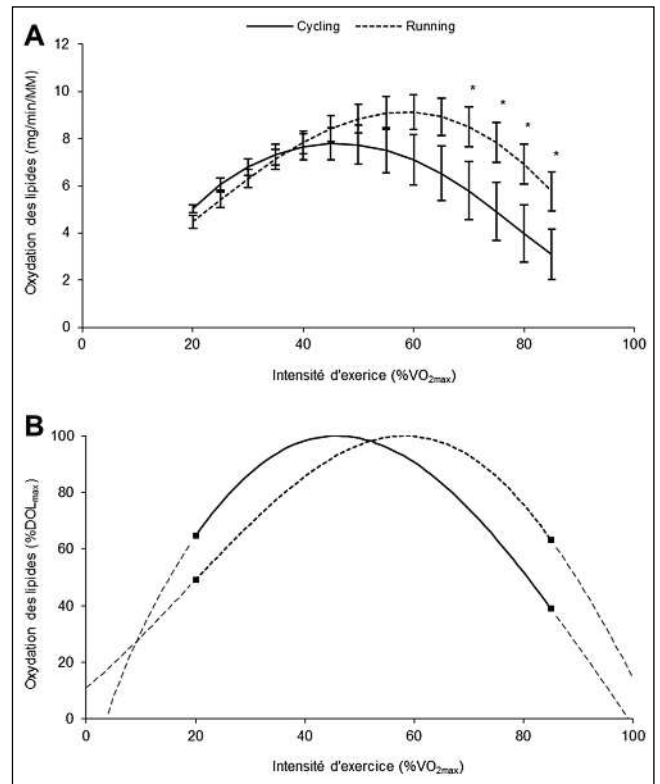 A
Cycling Running
Oxydation des lipides (mg/min/MM)
12
10
8
6
4
2
0
* * * *
0 20 40 60 80 100
Intensité d'exerice (%VO2max)
B
Oxydation des lipides (%DOLmax)
100
80
60
40
20
0
0 20 40 60 80 100
Intensité d'exercice (%VO2max)